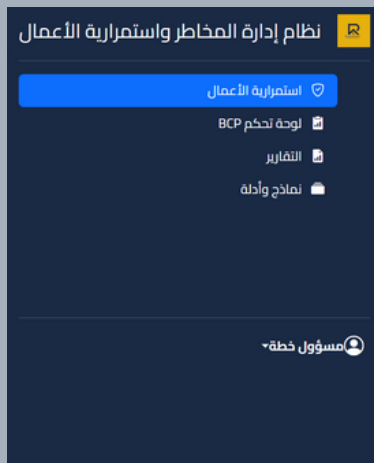 نظام إدارة المخاطر واستمرارية الأعمال
استمرارية الأعمال
لوحة تحكم BCP
التقارير
نماذج وأدلة
مسؤول خطة